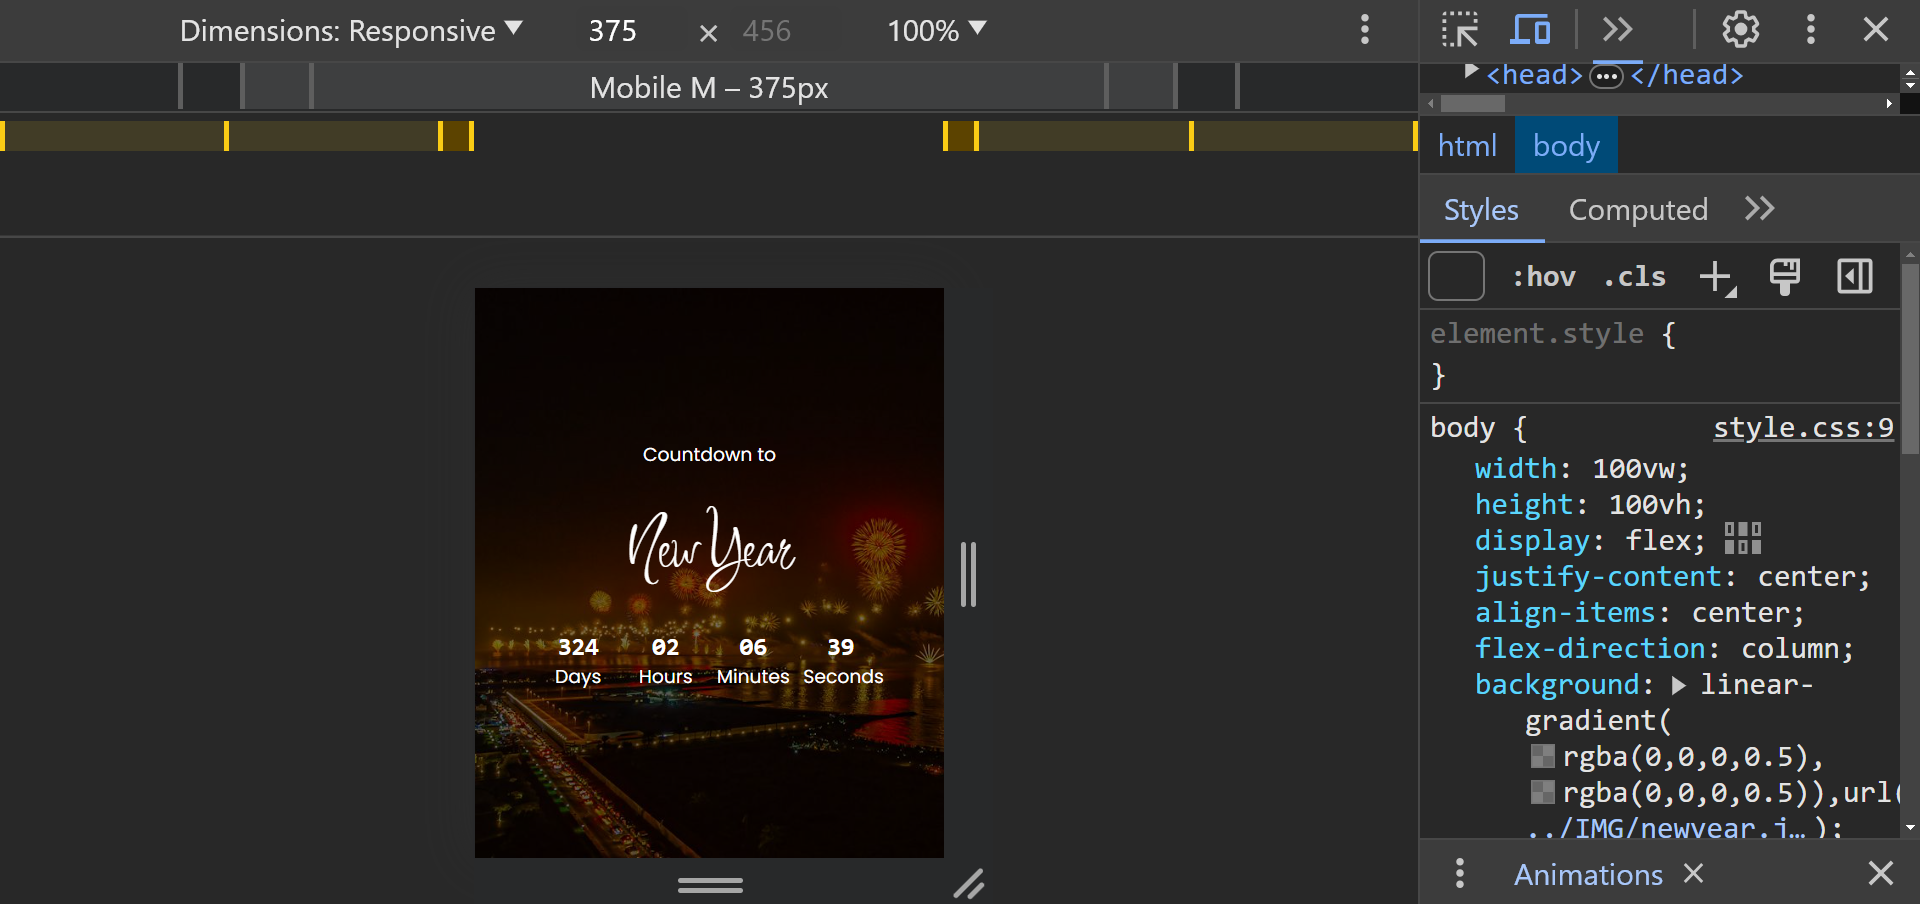 Dimensions: Responsive 375 × 456 100%
Mobile M – 375px
Countdown to
New Year
324 02 06 39
Days Hours Minutes Seconds
<head> ••• </head>
html body
Styles Computed
:hov .cls
element.style {
}
body { style.css:9
width: 100vw;
height: 100vh;
display: flex;
justify-content: center;
align-items: center;
flex-direction: column;
background: linear-
gradient(
rgba(0,0,0,0.5),
rgba(0,0,0,0.5)),url(
../IMG/newyear.j… );
Animations